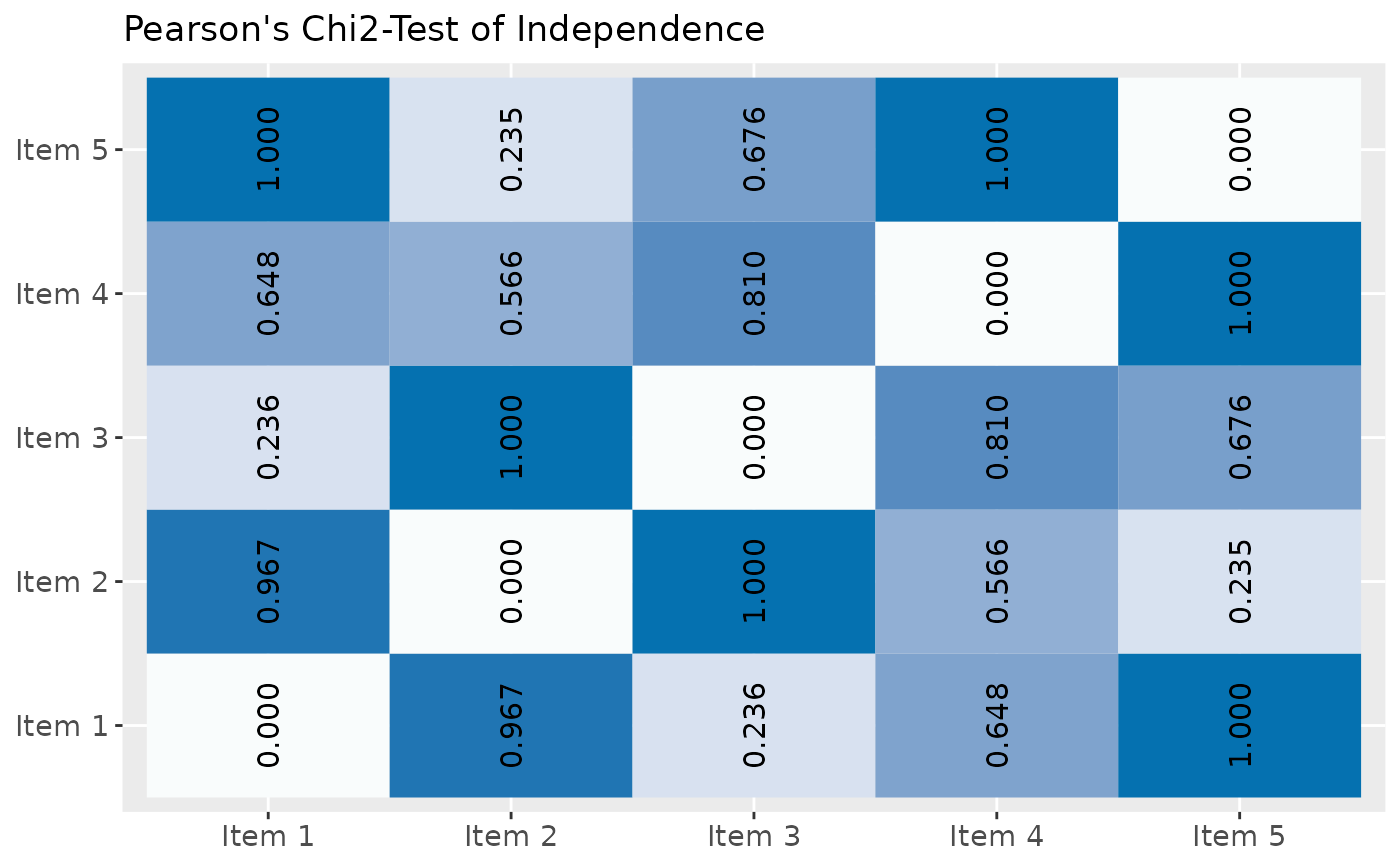 Pearson's Chi2-Test of Independence
Item 5 1.000 0.235 0.676 1.000 0.000
Item 4 0.648 0.566 0.810 0.000 1.000
Item 3 0.236 1.000 0.000 0.810 0.676
Item 2 0.967 0.000 1.000 0.566 0.235
Item 1 0.000 0.967 0.236 0.648 1.000
Item 1 Item 2 Item 3 Item 4 Item 5